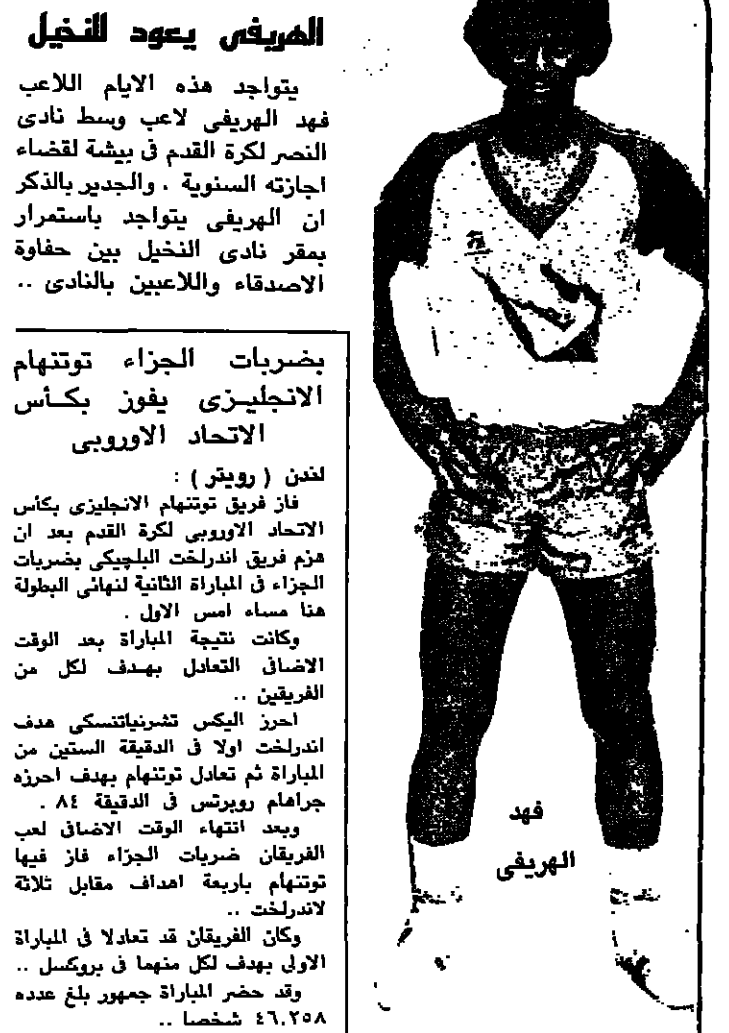 الهريفى يعود للنخيل
يتواجد هذه الايام اللاعب
فهد الهريفى لاعب وسط نادى
النصر لكرة القدم فى بيشة لقضاء
اجازته السنوية . والجدير بالذكر
ان الهريفى يتواجد باستمرار
بمقر نادى النخيل بين حفاوة
الاصدقاء واللاعبين بالنادى ..
بضربات الجزاء توتنهام
الانجليزى يفوز بكأس
الاتحاد الاوروبى
لندن ( رويتر ) :
فاز فريق توتنهام الانجليزى بكأس
الاتحاد الاوروبى لكرة القدم بعد ان
هزم فريق اندرلخت البلجيكى بضربات
الجزاء فى المباراة الثانية لنهائى البطولة
هنا مساء امس الاول .
وكانت نتيجة المباراة بعد الوقت
الاضافى التعادل بهدف لكل من
الفريقين ..
احرز اليكس تشرنياتنسكى هدف
اندرلخت اولا فى الدقيقة الستين من
المباراة ثم تعادل توتنهام بهدف احرزه
جراهام روبرتس فى الدقيقة ٨٤ .
وبعد انتهاء الوقت الاضافى لعب
الفريقان ضربات الجزاء فاز فيها
توتنهام باربعة اهداف مقابل ثلاثة
لاندرلخت ..
وكان الفريقان قد تعادلا فى المباراة
الاولى بهدف لكل منهما فى بروكسل ..
وقد حضر المباراة جمهور بلغ عدده
٤٦,٢٥٨ شخصا ..
فهد
الهريفى